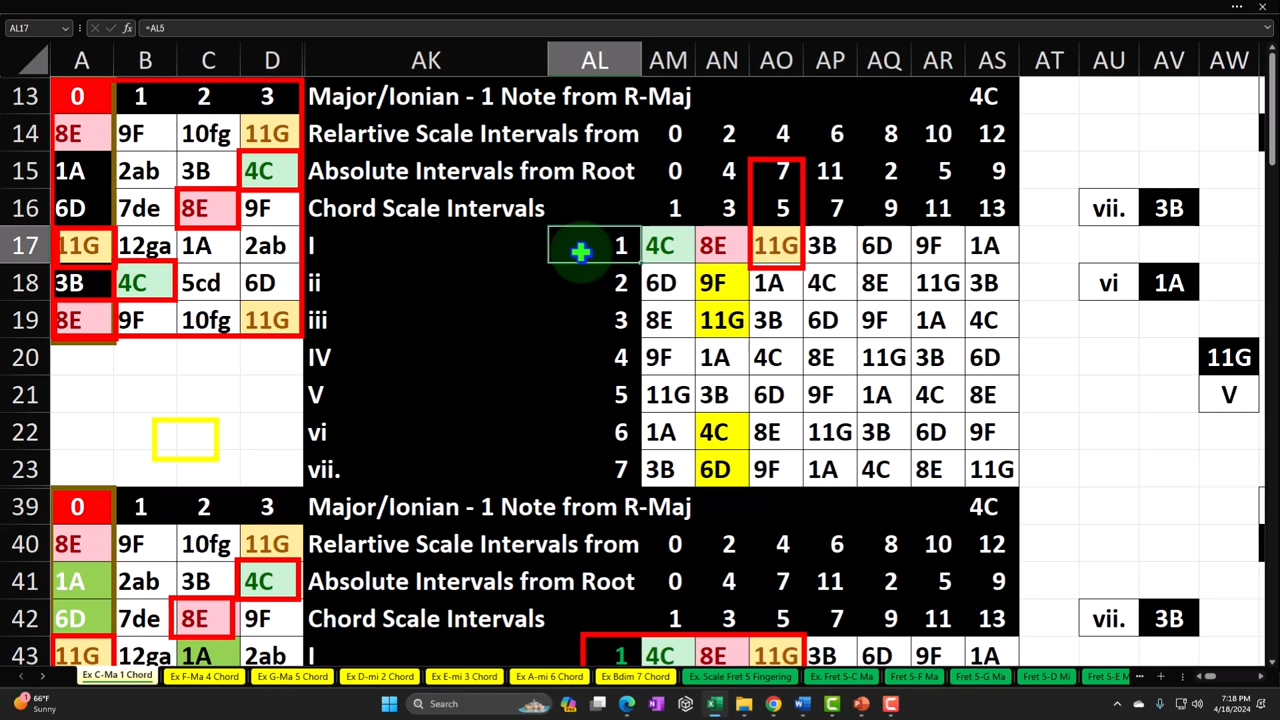 AL17 fx =AL5
A B C D AK AL AM AN AO AP AQ AR AS AT AU AV AW
13 0 1 2 3 Major/Ionian - 1 Note from R-Maj 4C
14 8E 9F 10fg 11G Relartive Scale Intervals from 0 2 4 6 8 10 12
15 1A 2ab 3B 4C Absolute Intervals from Root 0 4 7 11 2 5 9
16 6D 7de 8E 9F Chord Scale Intervals 1 3 5 7 9 11 13 vii. 3B
17 11G 12ga 1A 2ab I 1 4C 8E 11G 3B 6D 9F 1A
18 3B 4C 5cd 6D ii 2 6D 9F 1A 4C 8E 11G 3B vi 1A
19 8E 9F 10fg 11G iii 3 8E 11G 3B 6D 9F 1A 4C
20 IV 4 9F 1A 4C 8E 11G 3B 6D 11G
21 V 5 11G 3B 6D 9F 1A 4C 8E V
22 vi 6 1A 4C 8E 11G 3B 6D 9F
23 vii. 7 3B 6D 9F 1A 4C 8E 11G
39 0 1 2 3 Major/Ionian - 1 Note from R-Maj 4C
40 8E 9F 10fg 11G Relartive Scale Intervals from 0 2 4 6 8 10 12
41 1A 2ab 3B 4C Absolute Intervals from Root 0 4 7 11 2 5 9
42 6D 7de 8E 9F Chord Scale Intervals 1 3 5 7 9 11 13 vii. 3B
43 11G 12ga 1A 2ab I 1 4C 8E 11G 3B 6D 9F 1A
Ex C-Ma 1 Chord Ex F-Ma 4 Chord Ex G-Ma 5 Chord Ex D-mi 2 Chord Ex E-mi 3 Chord Ex A-mi 6 Chord Ex Bdim 7 Chord Ex. Scale Fret 5 Fingering Ex. Fret 5-C Ma Fret 5-F Ma Fret 5-G Ma Fret 5-D Mi Fret 5-E M
66°F
Sunny
Search
7:18 PM
4/18/2024